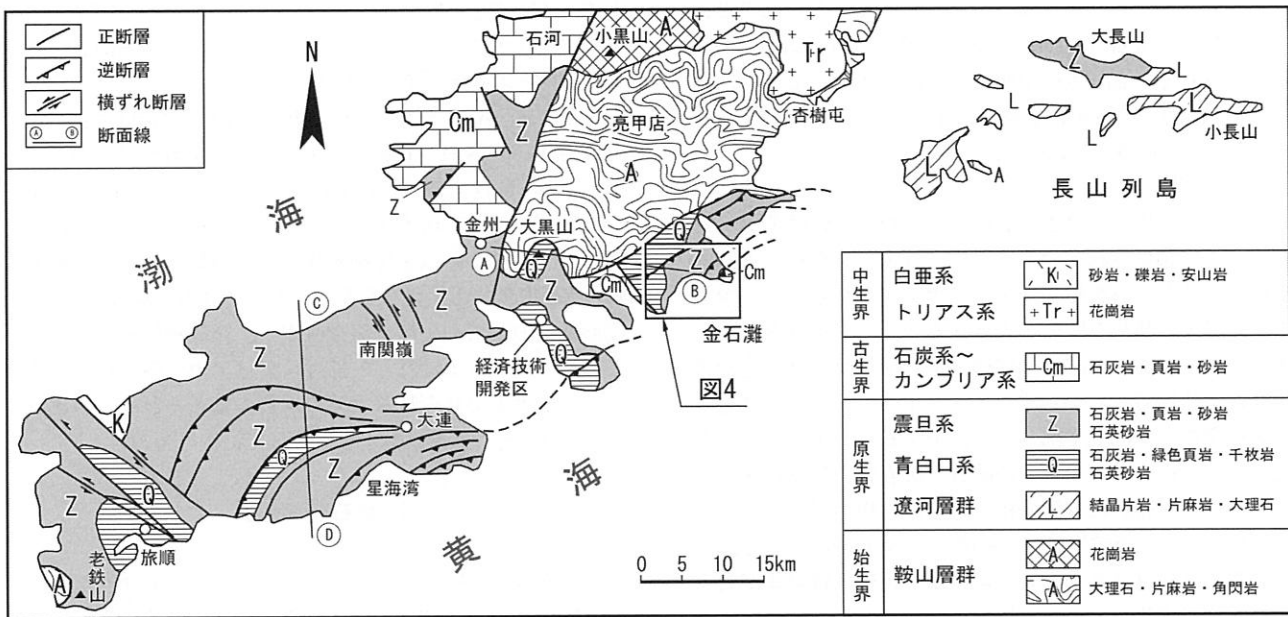 正断層
逆断層
横ずれ断層
Ⓐ Ⓑ 断面線
N
石河
小黒山
A
Tr
Cm
Z
亮甲店
杏樹屯
A
Z
金州
大黒山
Ⓐ
Q
Q
Z
Cm
Cm
Z
Ⓑ
金石灘
図4
渤海
Ⓒ
Z
南関嶺
Z
Q
経済技術
開発区
K
Z
Z
大連
Q
Z
星海湾
Ⓓ
Z
Q
旅順
老鉄山
A
黄海
0 5 10 15km
大長山
Z
L
L
L
小長山
L
L
A
長山列島
中生界
白亜系 K 砂岩・礫岩・安山岩
トリアス系 Tr 花崗岩
古生界
石炭系~
カンブリア系 Cm 石灰岩・頁岩・砂岩
原生界
震旦系 Z 石灰岩・頁岩・砂岩
石英砂岩
青白口系 Q 石灰岩・緑色頁岩・千枚岩
石英砂岩
遼河層群 L 結晶片岩・片麻岩・大理石
始生界
鞍山層群 A 花崗岩
A 大理石・片麻岩・角閃岩